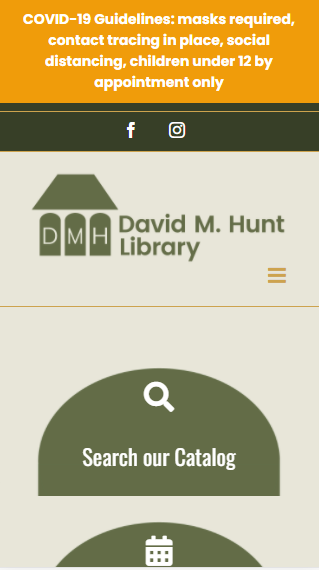 COVID-19 Guidelines: masks required,
contact tracing in place, social
distancing, children under 12 by
appointment only
DMH
David M. Hunt
Library
Search our Catalog